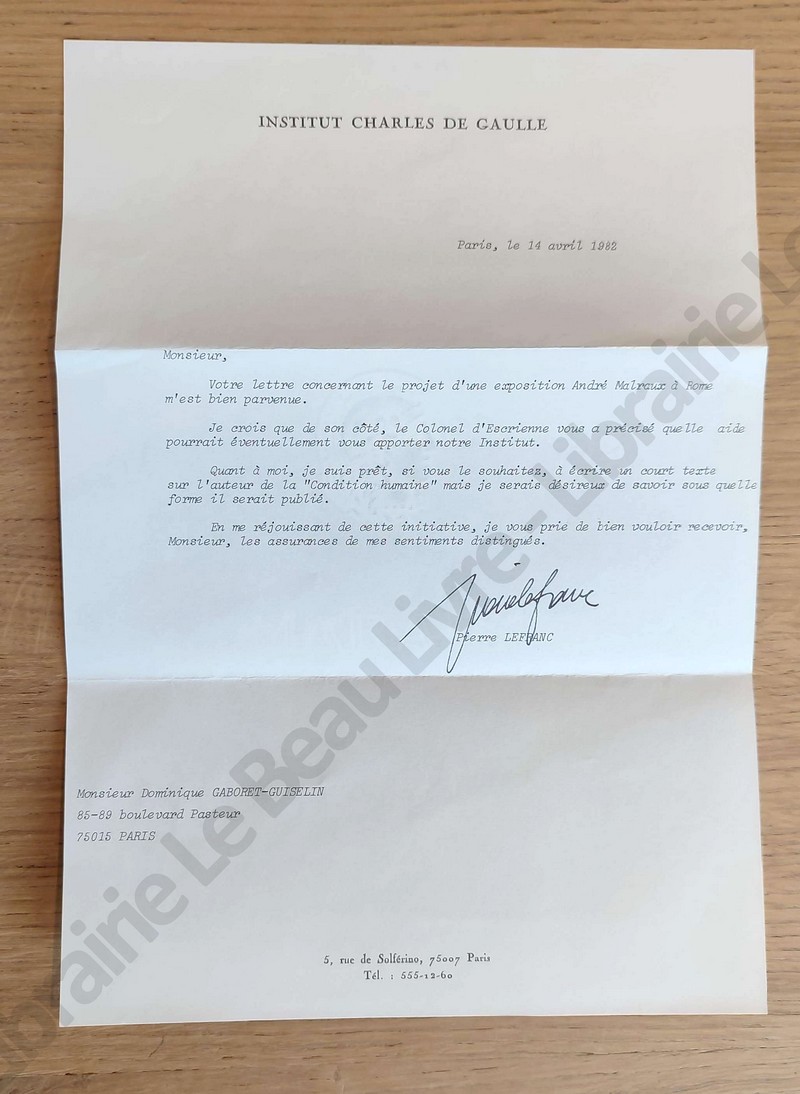 INSTITUT CHARLES DE GAULLE
Paris, le 14 avril 1982
Monsieur,
Votre lettre concernant le projet d'une exposition André Malraux à Rome
m'est bien parvenue.
Je crois que de son côté, le Colonel d'Escrienne vous a précisé quelle aide
pourrait éventuellement vous apporter notre Institut.
Quant à moi, je suis prêt, si vous le souhaitez, à écrire un court texte
sur l'auteur de la "Condition humaine" mais je serais désireux de savoir sous quelle
forme il serait publié.
En me réjouissant de cette initiative, je vous prie de bien vouloir recevoir,
Monsieur, les assurances de mes sentiments distingués.
Pierre LEFRANC
Monsieur Dominique GABORET-GUISELIN
85-89 boulevard Pasteur
75015 PARIS
5, rue de Solférino, 75007 Paris
Tél. : 555-12-60
Librairie Le Beau Livre - Librairie Le